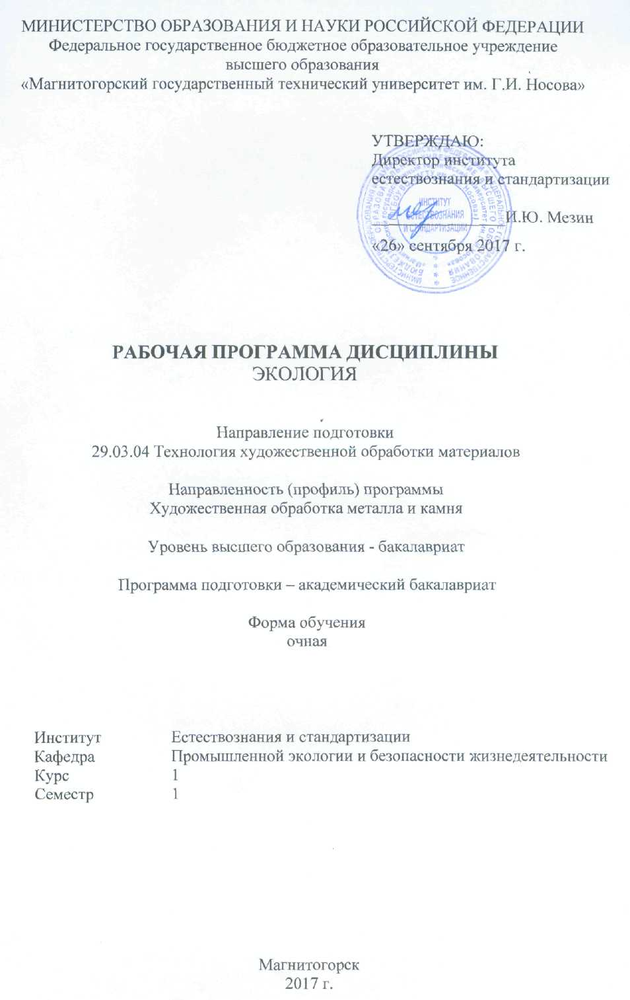 МИНИСТЕРСТВО ОБРАЗОВАНИЯ И НАУКИ РОССИЙСКОЙ ФЕДЕРАЦИИ
Федеральное государственное бюджетное образовательное учреждение
высшего образования
«Магнитогорский государственный технический университет им. Г.И. Носова»
УТВЕРЖДАЮ:
Директор института
естествознания и стандартизации
ИНСТИТУТ
ЕСТЕСТВОЗНАНИЯ
И СТАНДАРТИЗАЦИИ
И.Ю. Мезин
«26» сентября 2017 г.
РАБОЧАЯ ПРОГРАММА ДИСЦИПЛИНЫ
ЭКОЛОГИЯ
Направление подготовки
29.03.04 Технология художественной обработки материалов
Направленность (профиль) программы
Художественная обработка металла и камня
Уровень высшего образования - бакалавриат
Программа подготовки – академический бакалавриат
Форма обучения
очная
Институт Естествознания и стандартизации
Кафедра Промышленной экологии и безопасности жизнедеятельности
Курс 1
Семестр 1
Магнитогорск
2017 г.